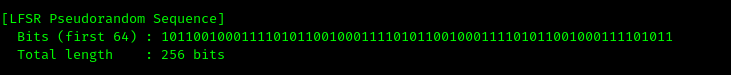 [LFSR Pseudorandom Sequence]
Bits (first 64) : 1011001000111101011001000111101011001000111101011001000111101011
Total length : 256 bits